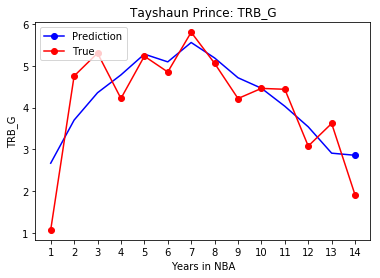 Tayshaun Prince: TRB_G
Prediction
True
6
5
4
3
2
1
TRB_G
1 2 3 4 5 6 7 8 9 10 11 12 13 14
Years in NBA